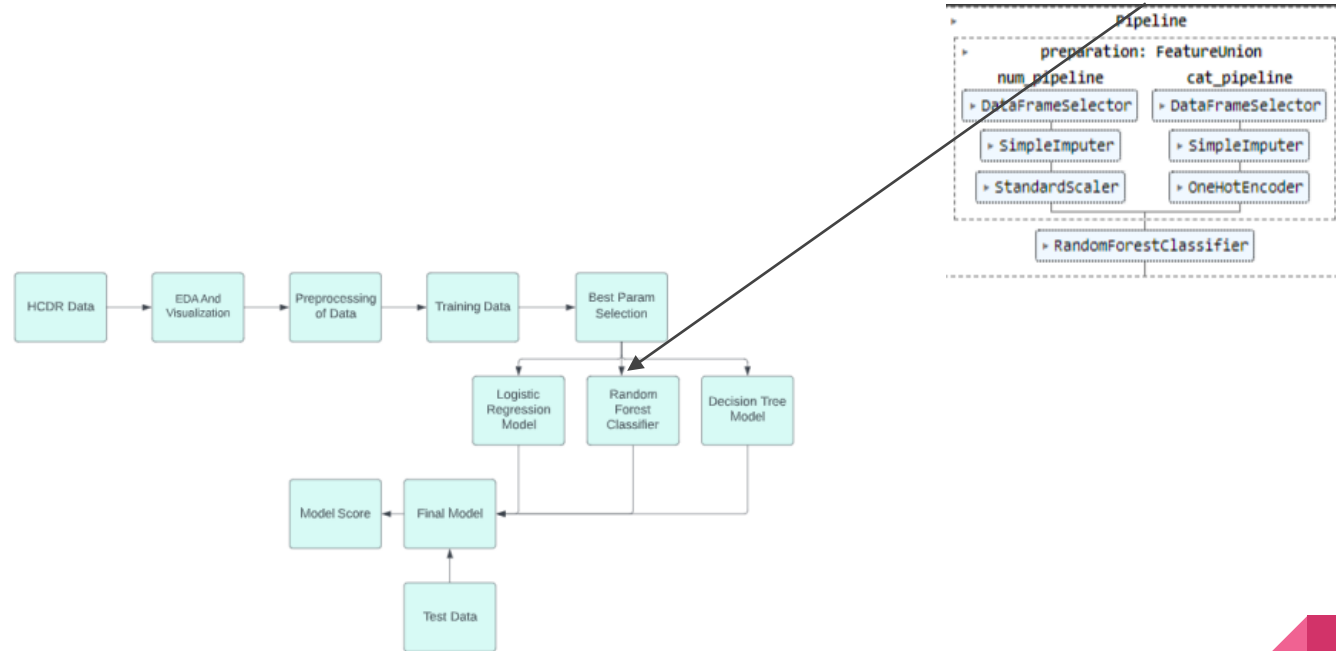 Pipeline
preparation: FeatureUnion
num_pipeline
cat_pipeline
DataFrameSelector
DataFrameSelector
SimpleImputer
SimpleImputer
StandardScaler
OneHotEncoder
RandomForestClassifier
HCDR Data
EDA And
Visualization
Preprocessing
of Data
Training Data
Best Param
Selection
Logistic
Regression
Model
Random
Forest
Classifier
Decision Tree
Model
Model Score
Final Model
Test Data